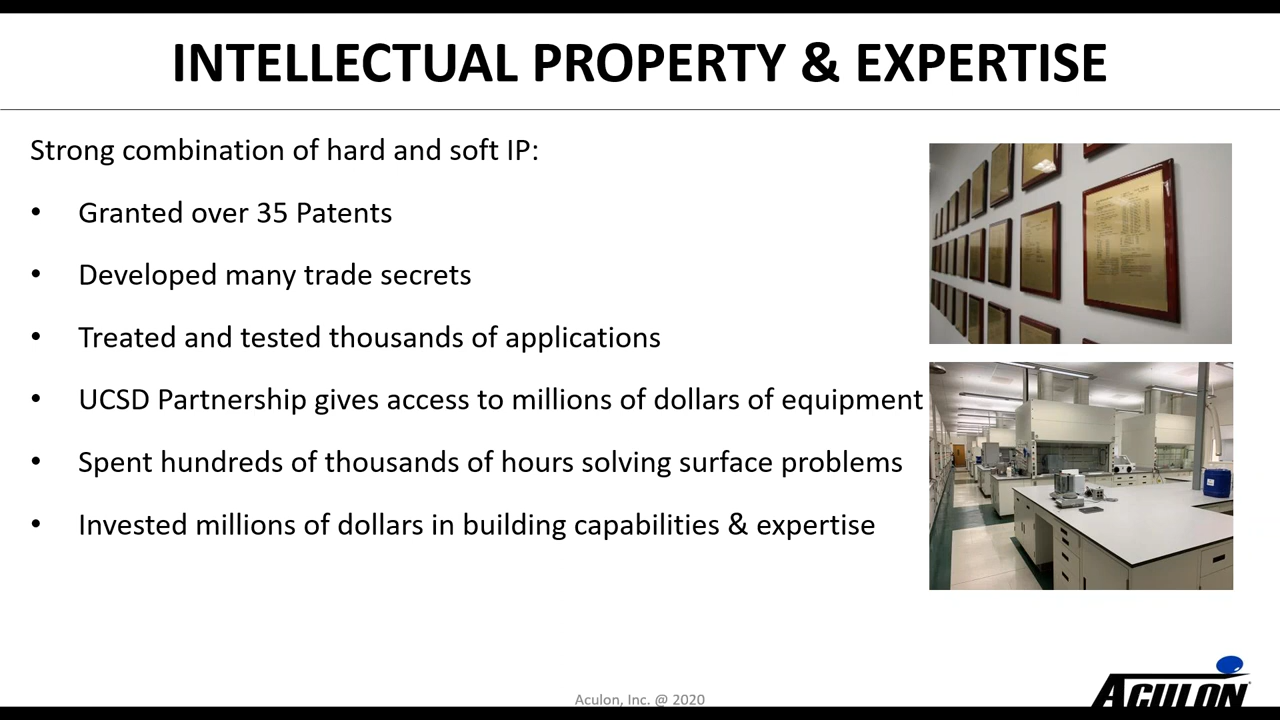 INTELLECTUAL PROPERTY & EXPERTISE
Strong combination of hard and soft IP:
• Granted over 35 Patents
• Developed many trade secrets
• Treated and tested thousands of applications
• UCSD Partnership gives access to millions of dollars of equipment
• Spent hundreds of thousands of hours solving surface problems
• Invested millions of dollars in building capabilities & expertise
Aculon, Inc. @ 2020
ACULON